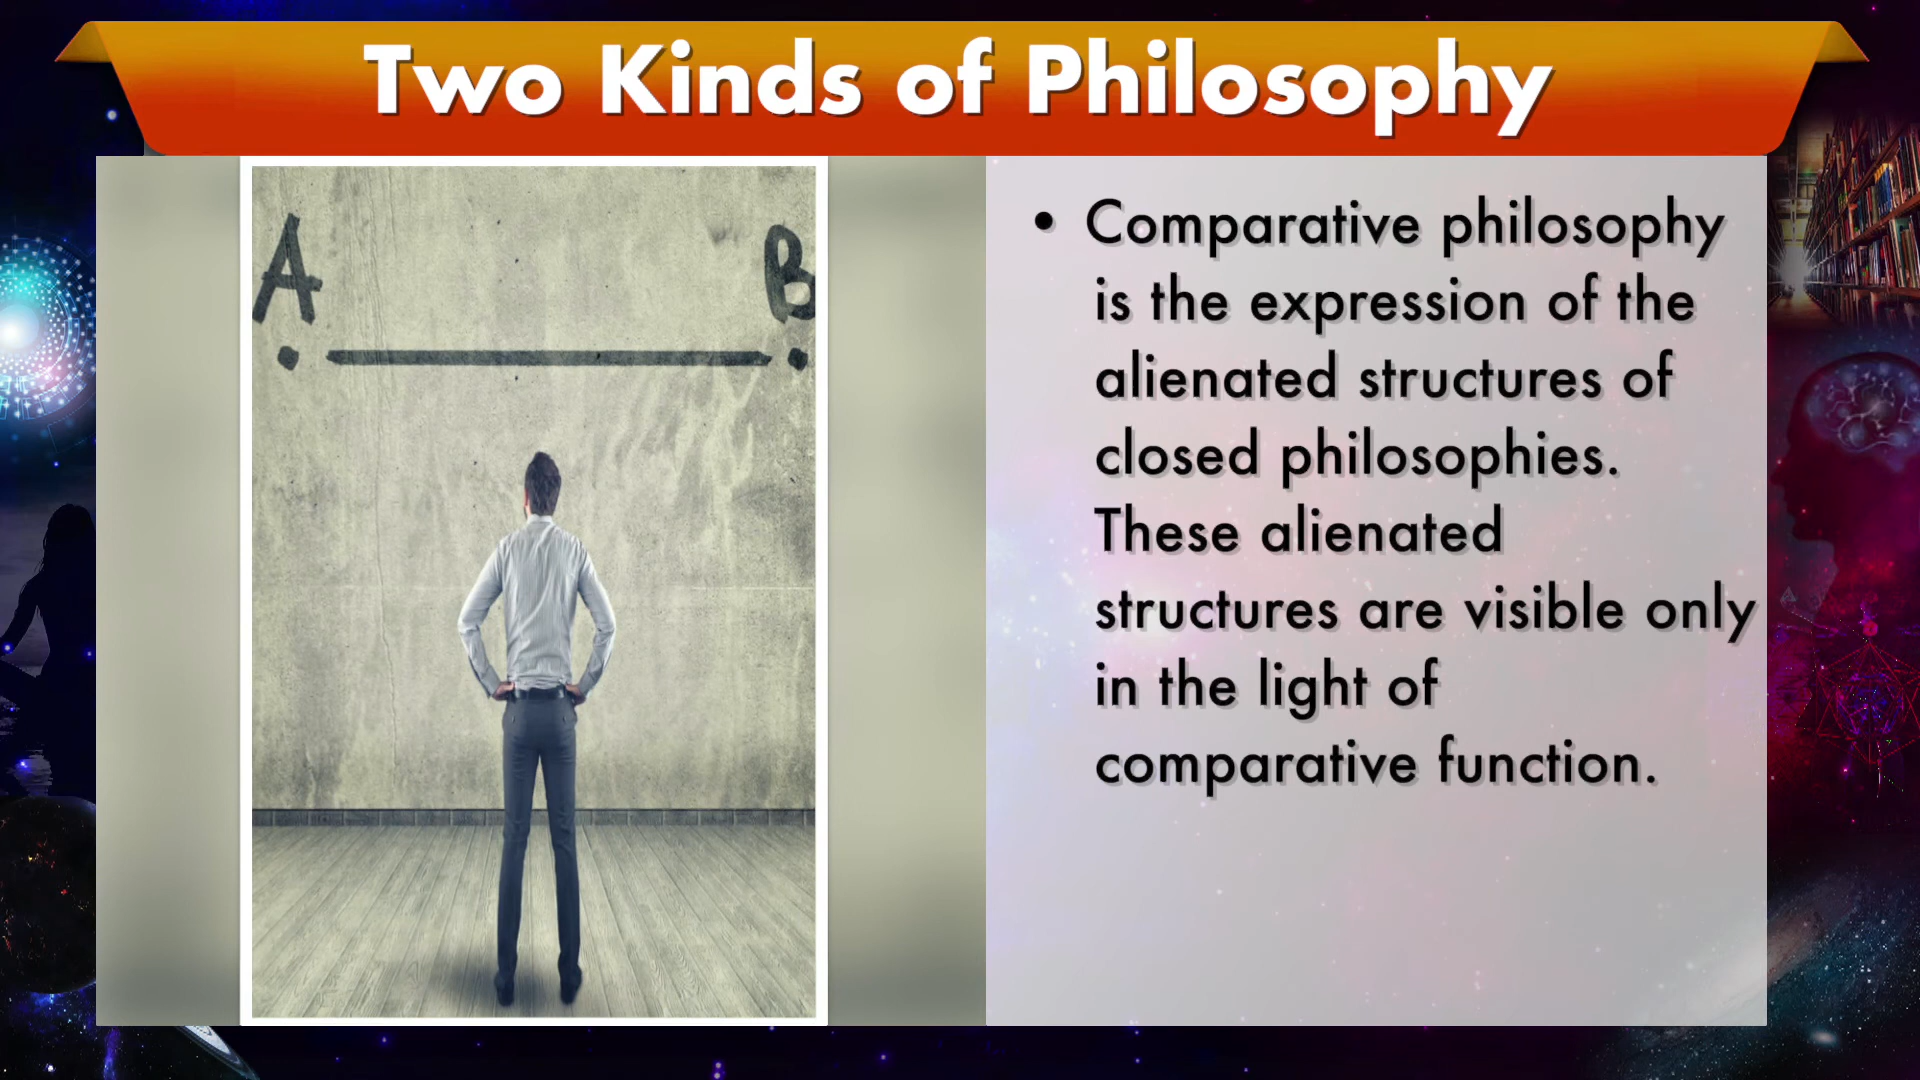 Two Kinds of Philosophy
A
B
• Comparative philosophy
is the expression of the
alienated structures of
closed philosophies.
These alienated
structures are visible only
in the light of
comparative function.